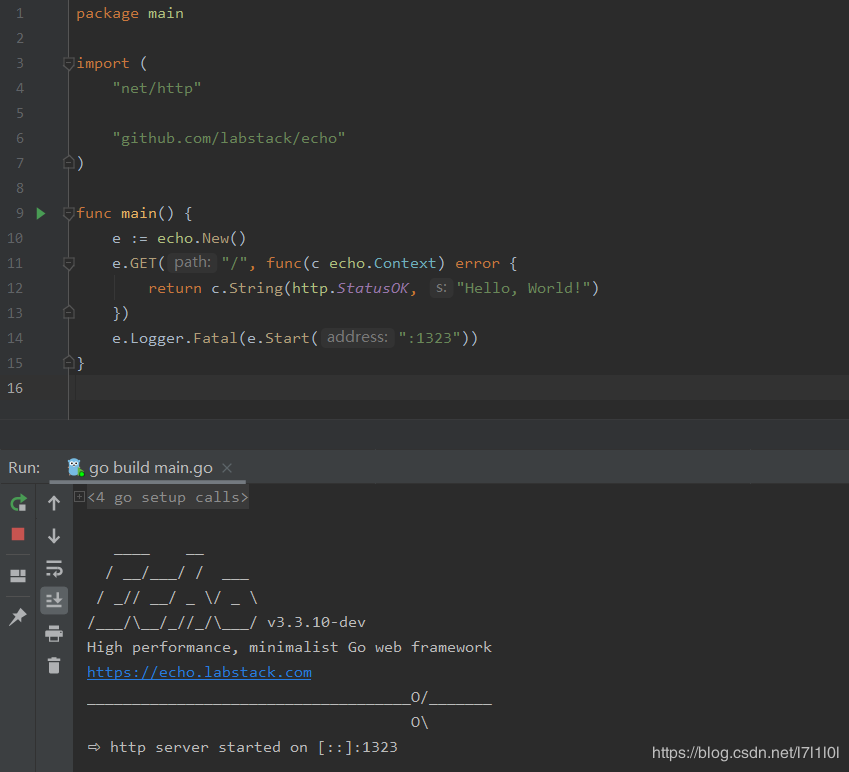 1 package main
2
3 import (
4 "net/http"
5
6 "github.com/labstack/echo"
7 )
8
9 func main() {
10 e := echo.New()
11 e.GET( path: "/", func(c echo.Context) error {
12 return c.String(http.StatusOK, s: "Hello, World!")
13 })
14 e.Logger.Fatal(e.Start( address: ":1323"))
15 }
16
Run: go build main.go
<4 go setup calls>
   ____    __
  / __/___/ /  ___
 / _// __/ _ \/ _ \
/___/\__/_//_/\___/ v3.3.10-dev
High performance, minimalist Go web framework
https://echo.labstack.com
____________________________________O/_______
                                    O\
⇨ http server started on [::]:1323
https://blog.csdn.net/l7l1l0l